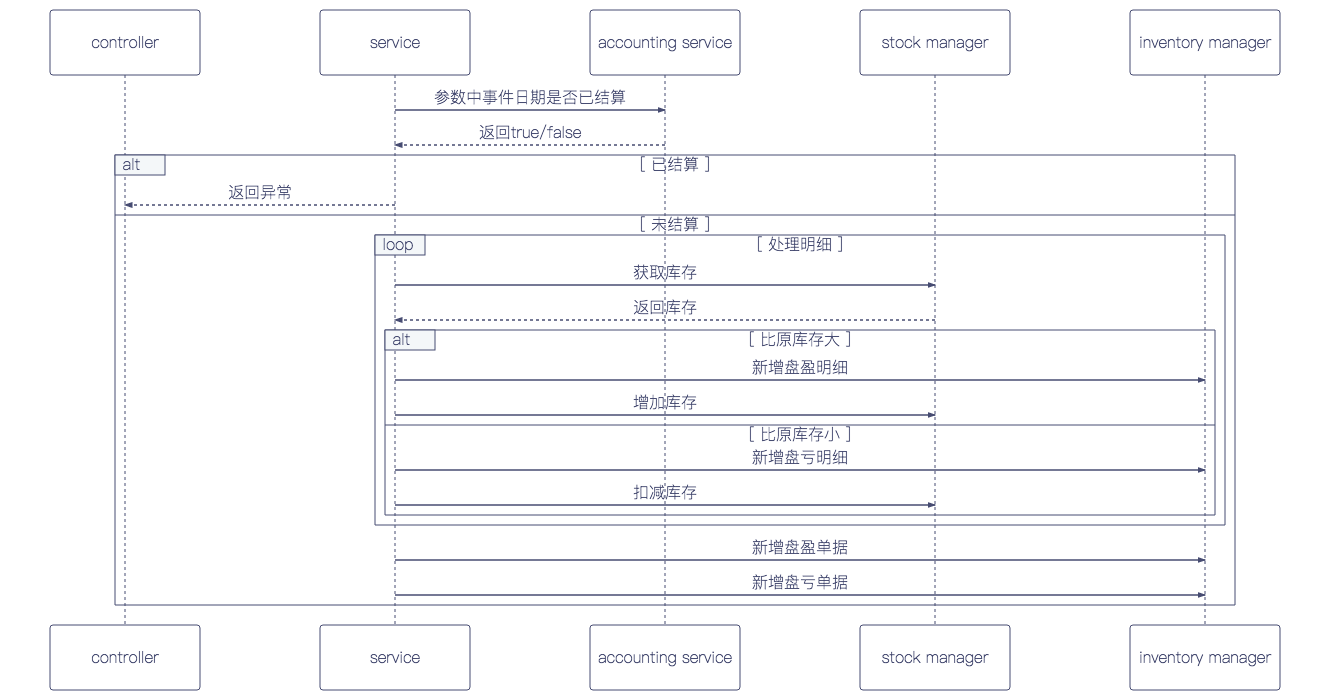 controller
service
accounting service
stock manager
inventory manager
参数中事件日期是否已结算
返回true/false
alt
[ 已结算 ]
返回异常
[ 未结算 ]
loop
[ 处理明细 ]
获取库存
返回库存
alt
[ 比原库存大 ]
新增盘盈明细
增加库存
[ 比原库存小 ]
新增盘亏明细
扣减库存
新增盘盈单据
新增盘亏单据
controller
service
accounting service
stock manager
inventory manager